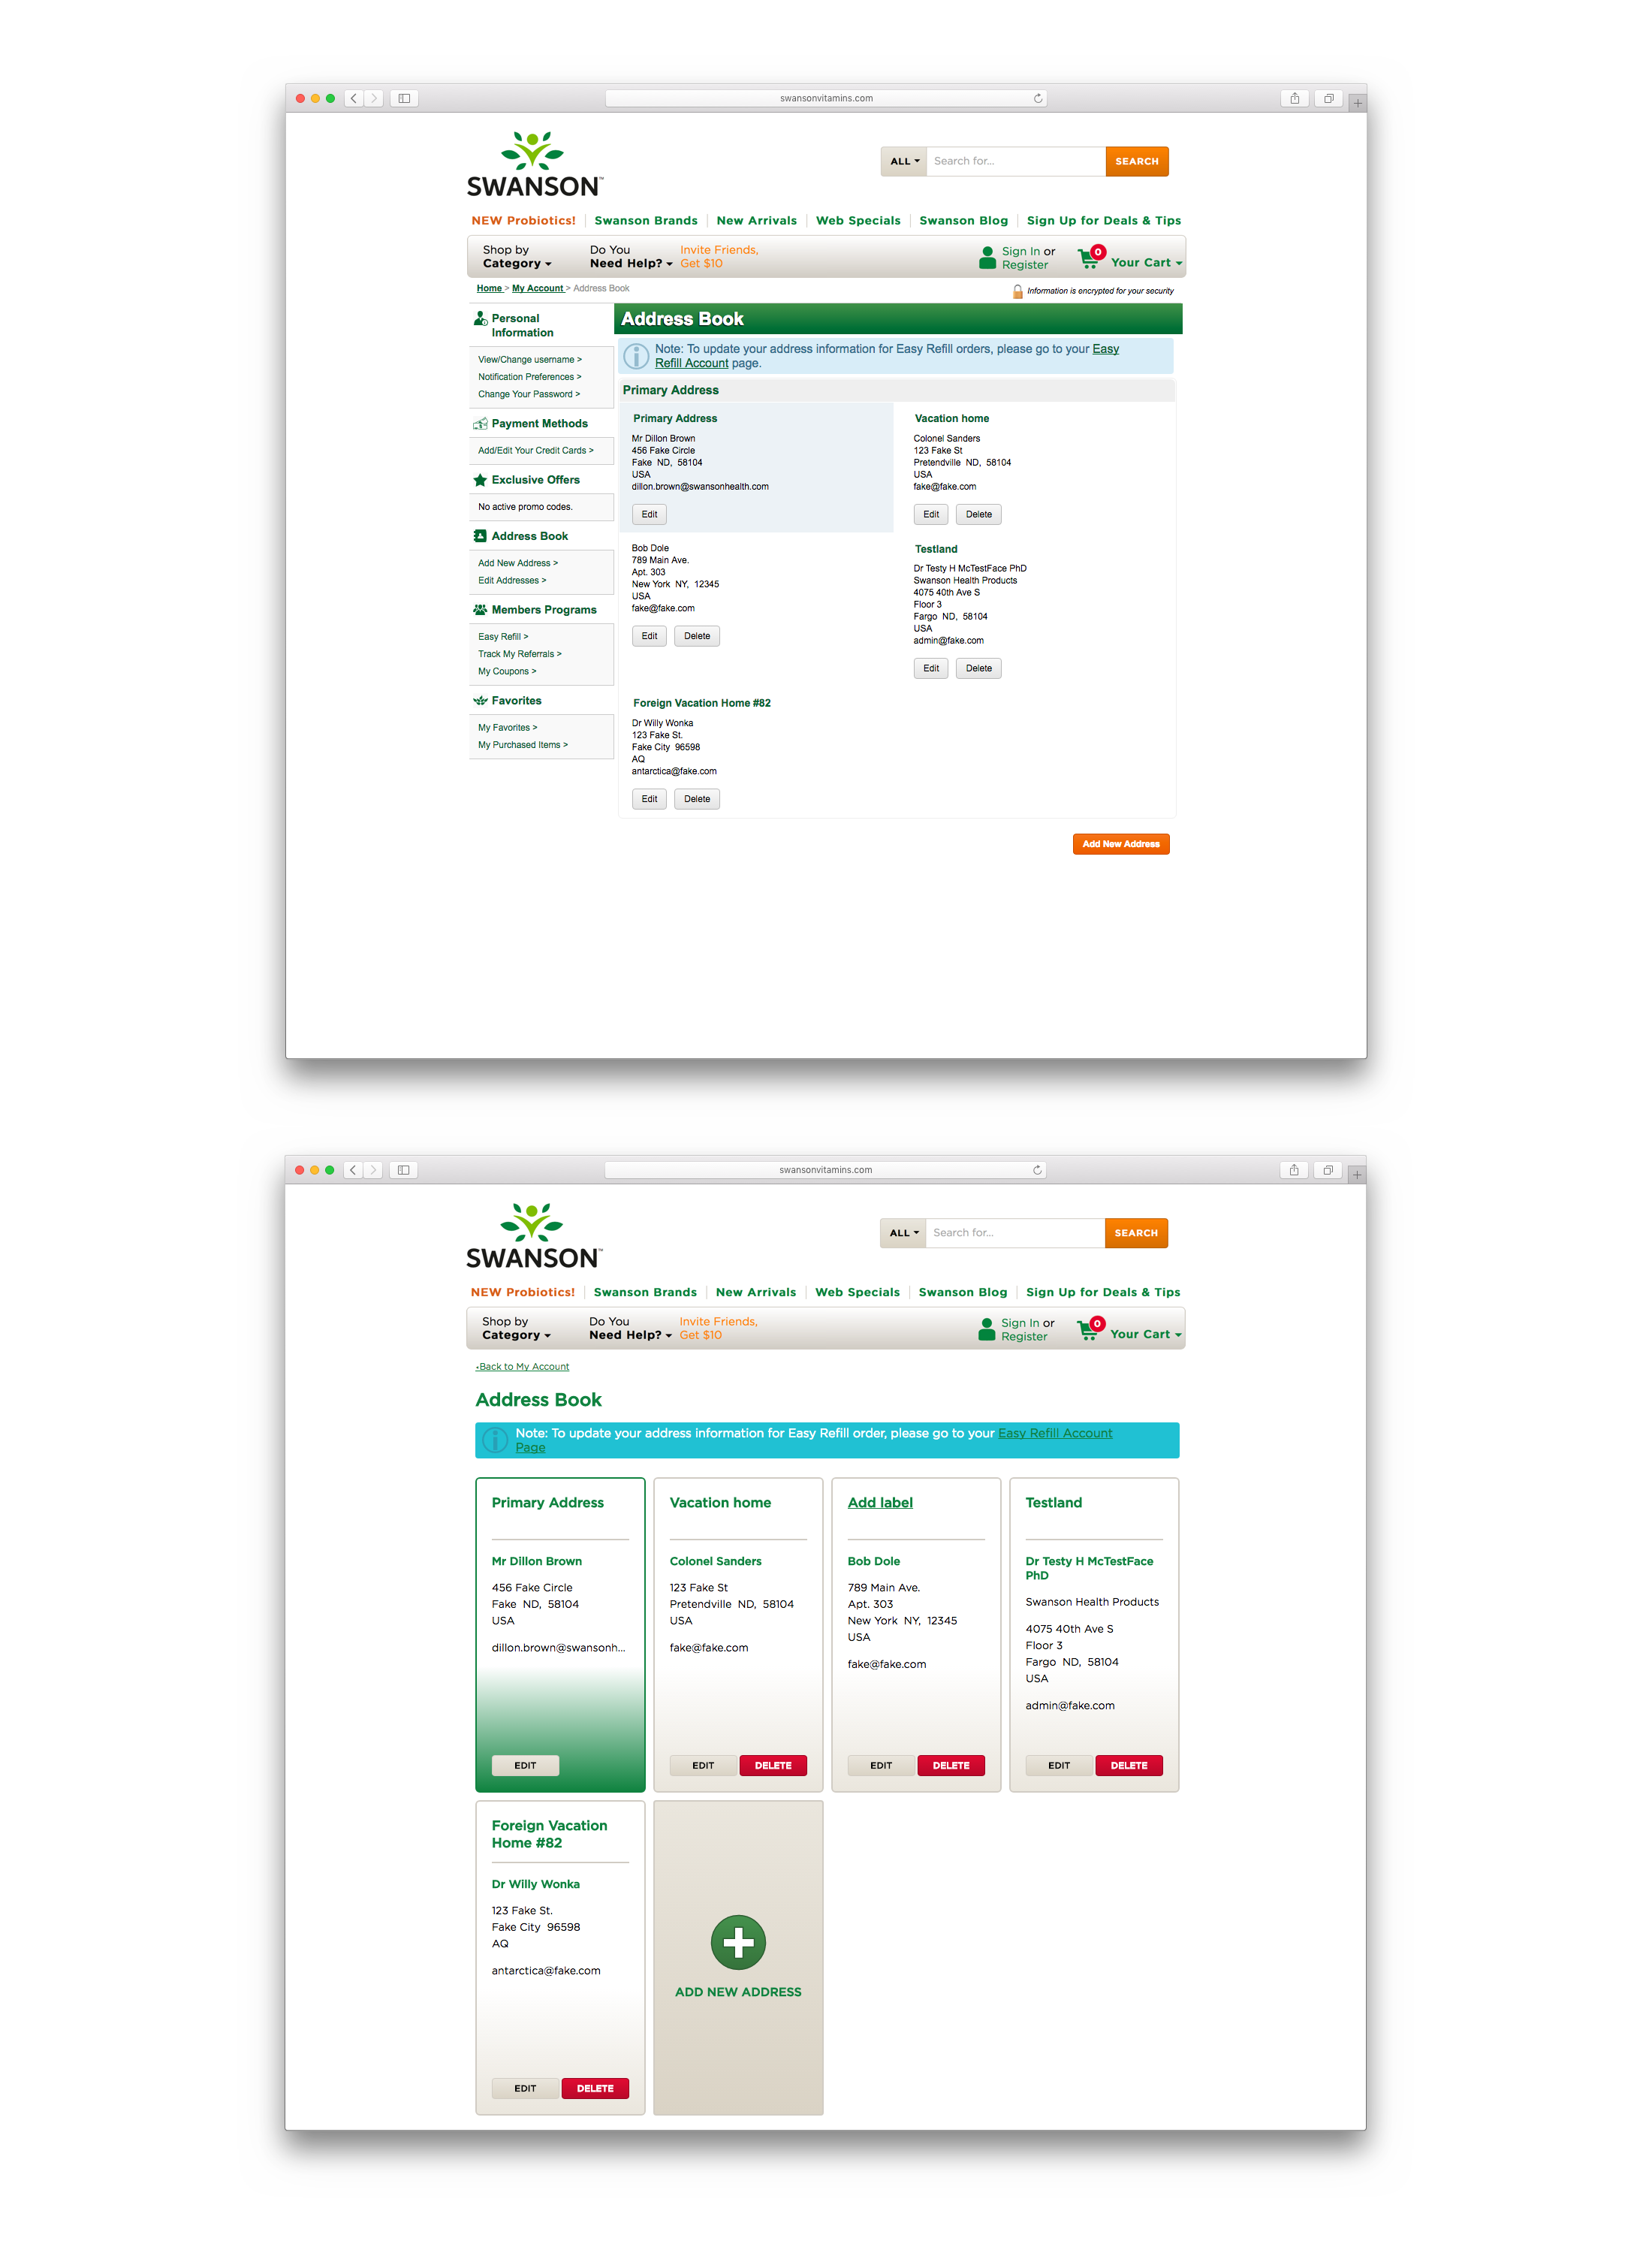 swansonvitamins.com
SWANSON™
ALL Search for... SEARCH
NEW Probiotics! Swanson Brands New Arrivals Web Specials Swanson Blog Sign Up for Deals & Tips
Shop by Category
Do You Need Help?
Invite Friends, Get $10
Sign In or Register
0 Your Cart
Home > My Account > Address Book
Information is encrypted for your security
Personal
Information
View/Change username >
Notification Preferences >
Change Your Password >
Payment Methods
Add/Edit Your Credit Cards >
Exclusive Offers
No active promo codes.
Address Book
Add New Address >
Edit Addresses >
Members Programs
Easy Refill >
Track My Referrals >
My Coupons >
Favorites
My Favorites >
My Purchased Items >
Address Book
Note: To update your address information for Easy Refill orders, please go to your Easy
Refill Account page.
Primary Address
Primary Address
Mr Dillon Brown
456 Fake Circle
Fake ND, 58104
USA
dillon.brown@swansonhealth.com
Edit
Vacation home
Colonel Sanders
123 Fake St
Pretendville ND, 58104
USA
fake@fake.com
Edit Delete
Bob Dole
789 Main Ave.
Apt. 303
New York NY, 12345
USA
fake@fake.com
Edit Delete
Testland
Dr Testy H McTestFace PhD
Swanson Health Products
4075 40th Ave S
Floor 3
Fargo ND, 58104
USA
admin@fake.com
Edit Delete
Foreign Vacation Home #82
Dr Willy Wonka
123 Fake St.
Fake City 96598
AQ
antarctica@fake.com
Edit Delete
Add New Address
swansonvitamins.com
SWANSON™
ALL Search for... SEARCH
NEW Probiotics! Swanson Brands New Arrivals Web Specials Swanson Blog Sign Up for Deals & Tips
Shop by Category
Do You Need Help?
Invite Friends, Get $10
Sign In or Register
0 Your Cart
Back to My Account
Address Book
Note: To update your address information for Easy Refill order, please go to your Easy Refill Account
Page
Primary Address
Mr Dillon Brown
456 Fake Circle
Fake ND, 58104
USA
dillon.brown@swansonh...
EDIT
Vacation home
Colonel Sanders
123 Fake St
Pretendville ND, 58104
USA
fake@fake.com
EDIT DELETE
Add label
Bob Dole
789 Main Ave.
Apt. 303
New York NY, 12345
USA
fake@fake.com
EDIT DELETE
Testland
Dr Testy H McTestFace
PhD
Swanson Health Products
4075 40th Ave S
Floor 3
Fargo ND, 58104
USA
admin@fake.com
EDIT DELETE
Foreign Vacation
Home #82
Dr Willy Wonka
123 Fake St.
Fake City 96598
AQ
antarctica@fake.com
EDIT DELETE
ADD NEW ADDRESS